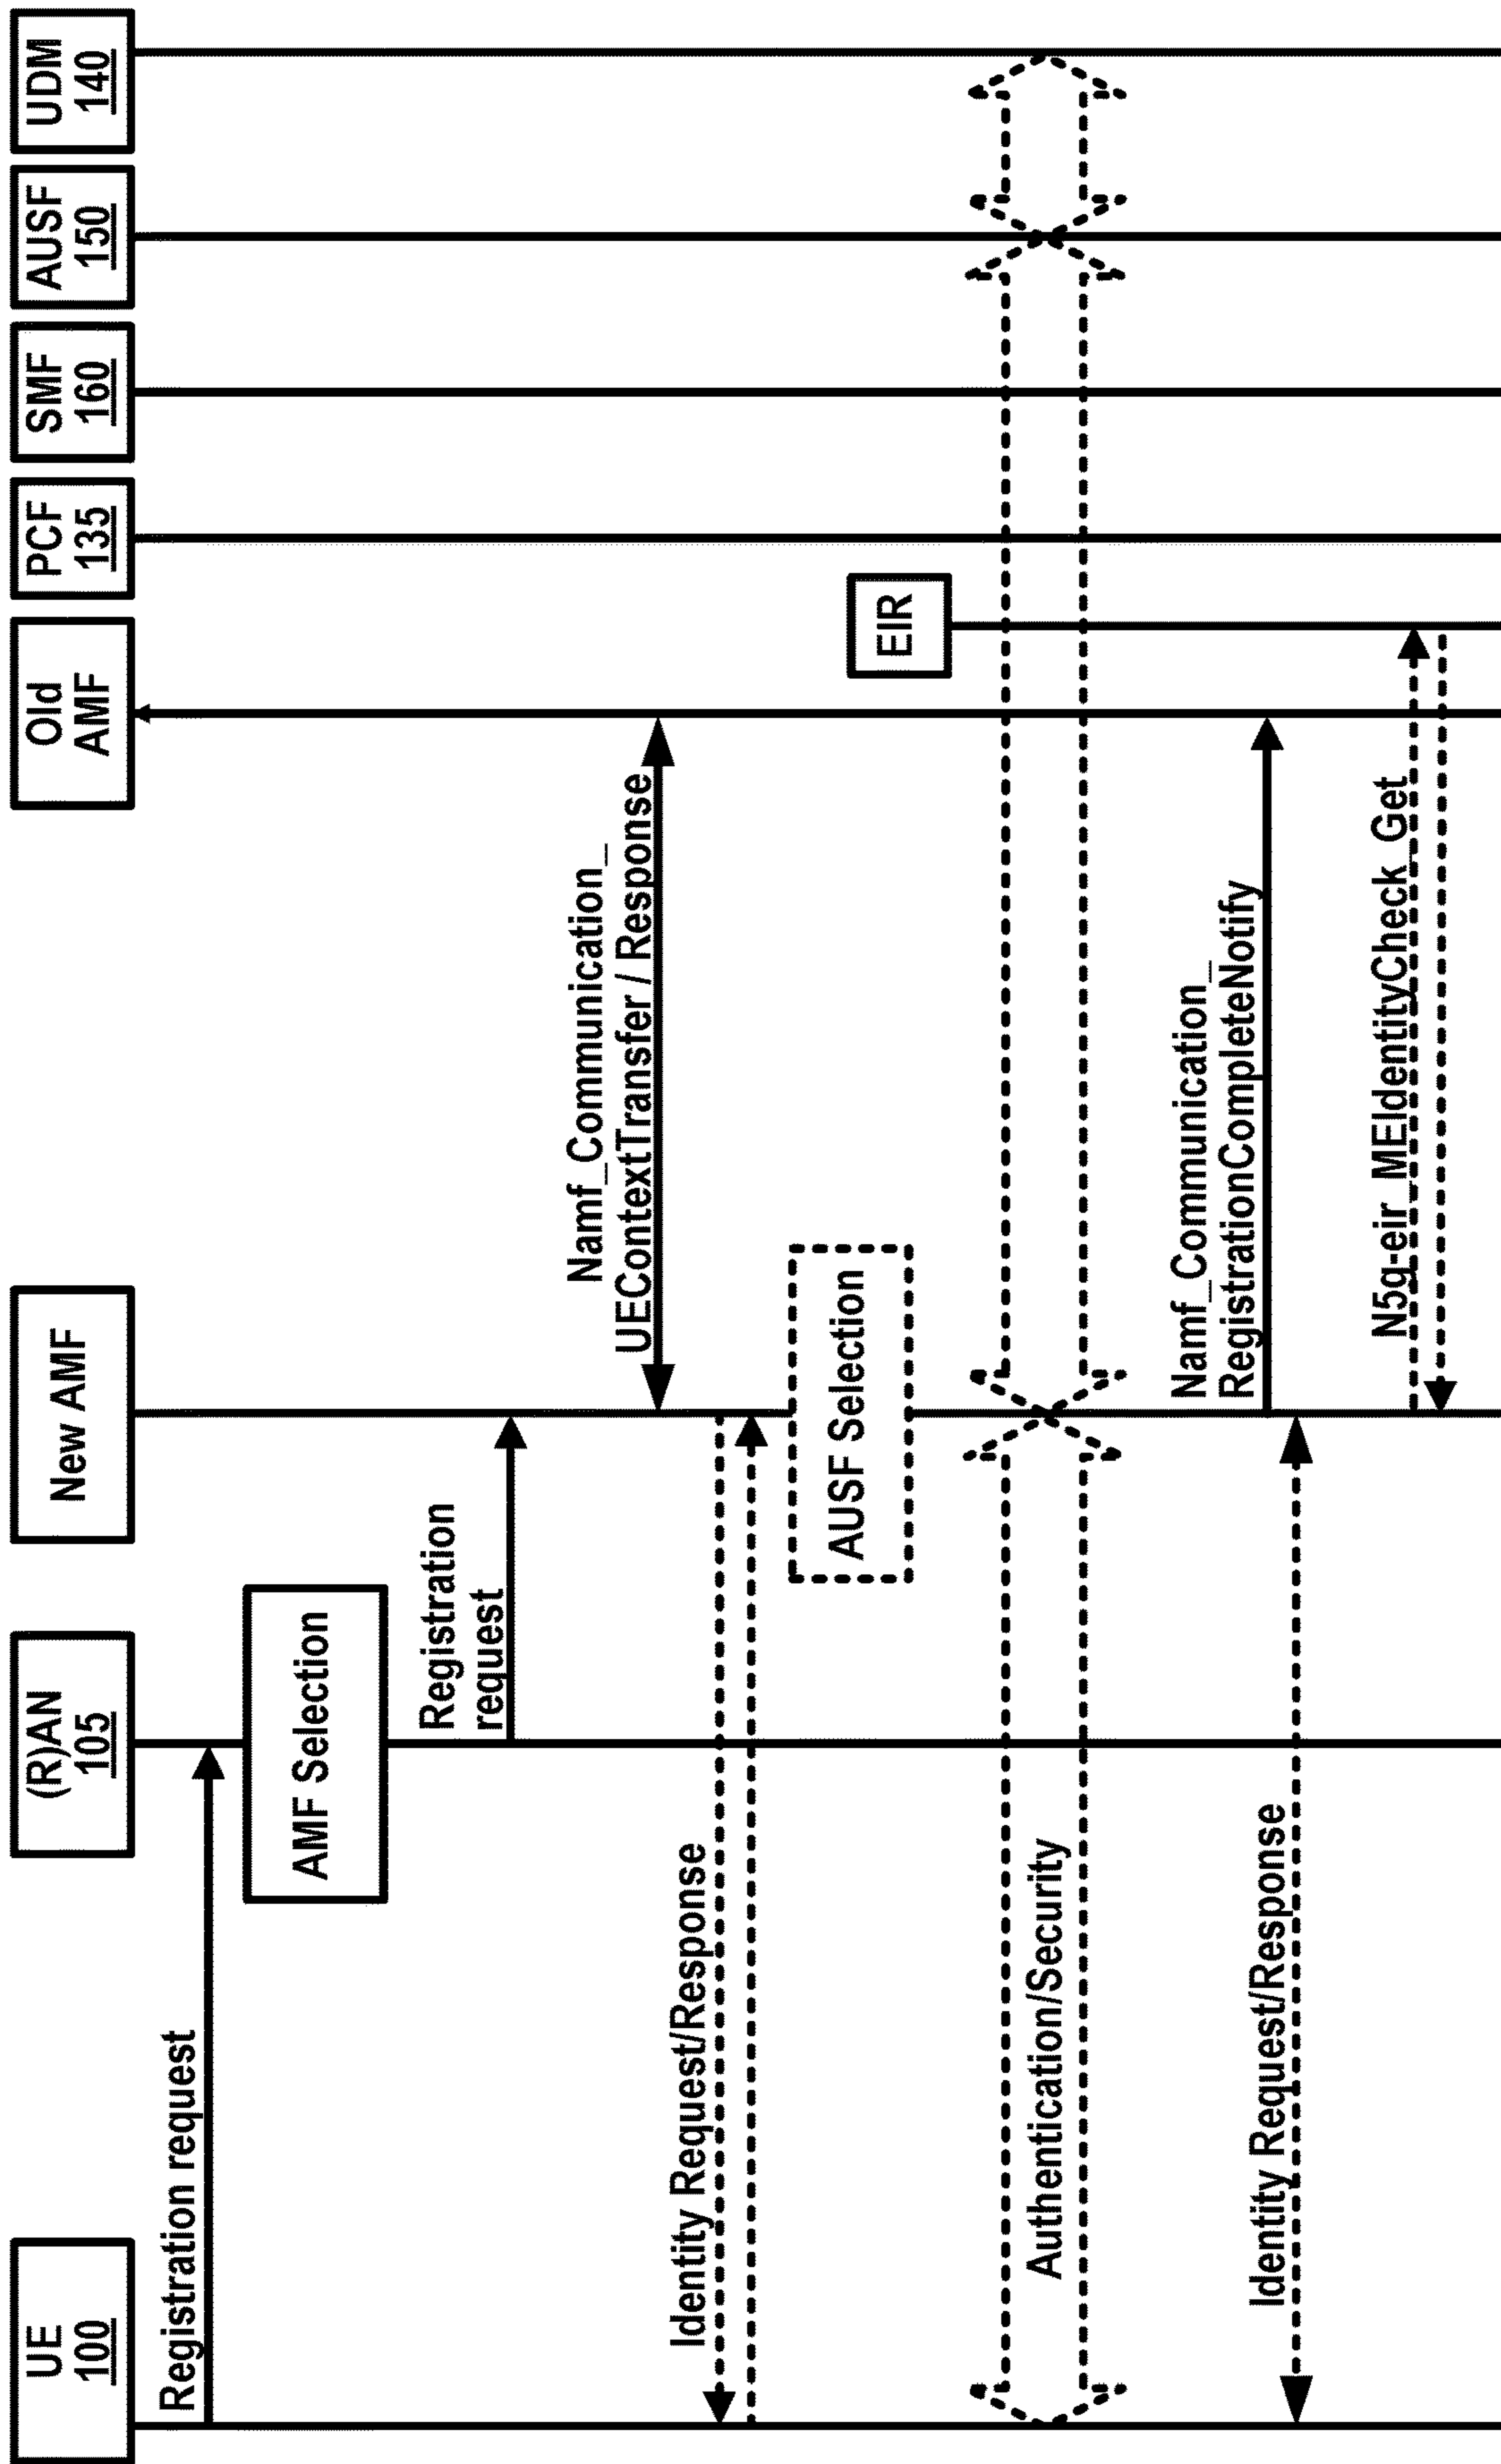 UE
100
(R)AN
105
New AMF
Old
AMF
PCF
135
SMF
160
AUSF
150
UDM
140
Registration request
AMF Selection
Registration
request
Namf_Communication_
UEContextTransfer / Response
Identity Request/Response
AUSF Selection
EIR
Authentication/Security
Namf_Communication_
RegistrationCompleteNotify
Identity Request/Response
N5g-eir_MEIdentityCheck_Get